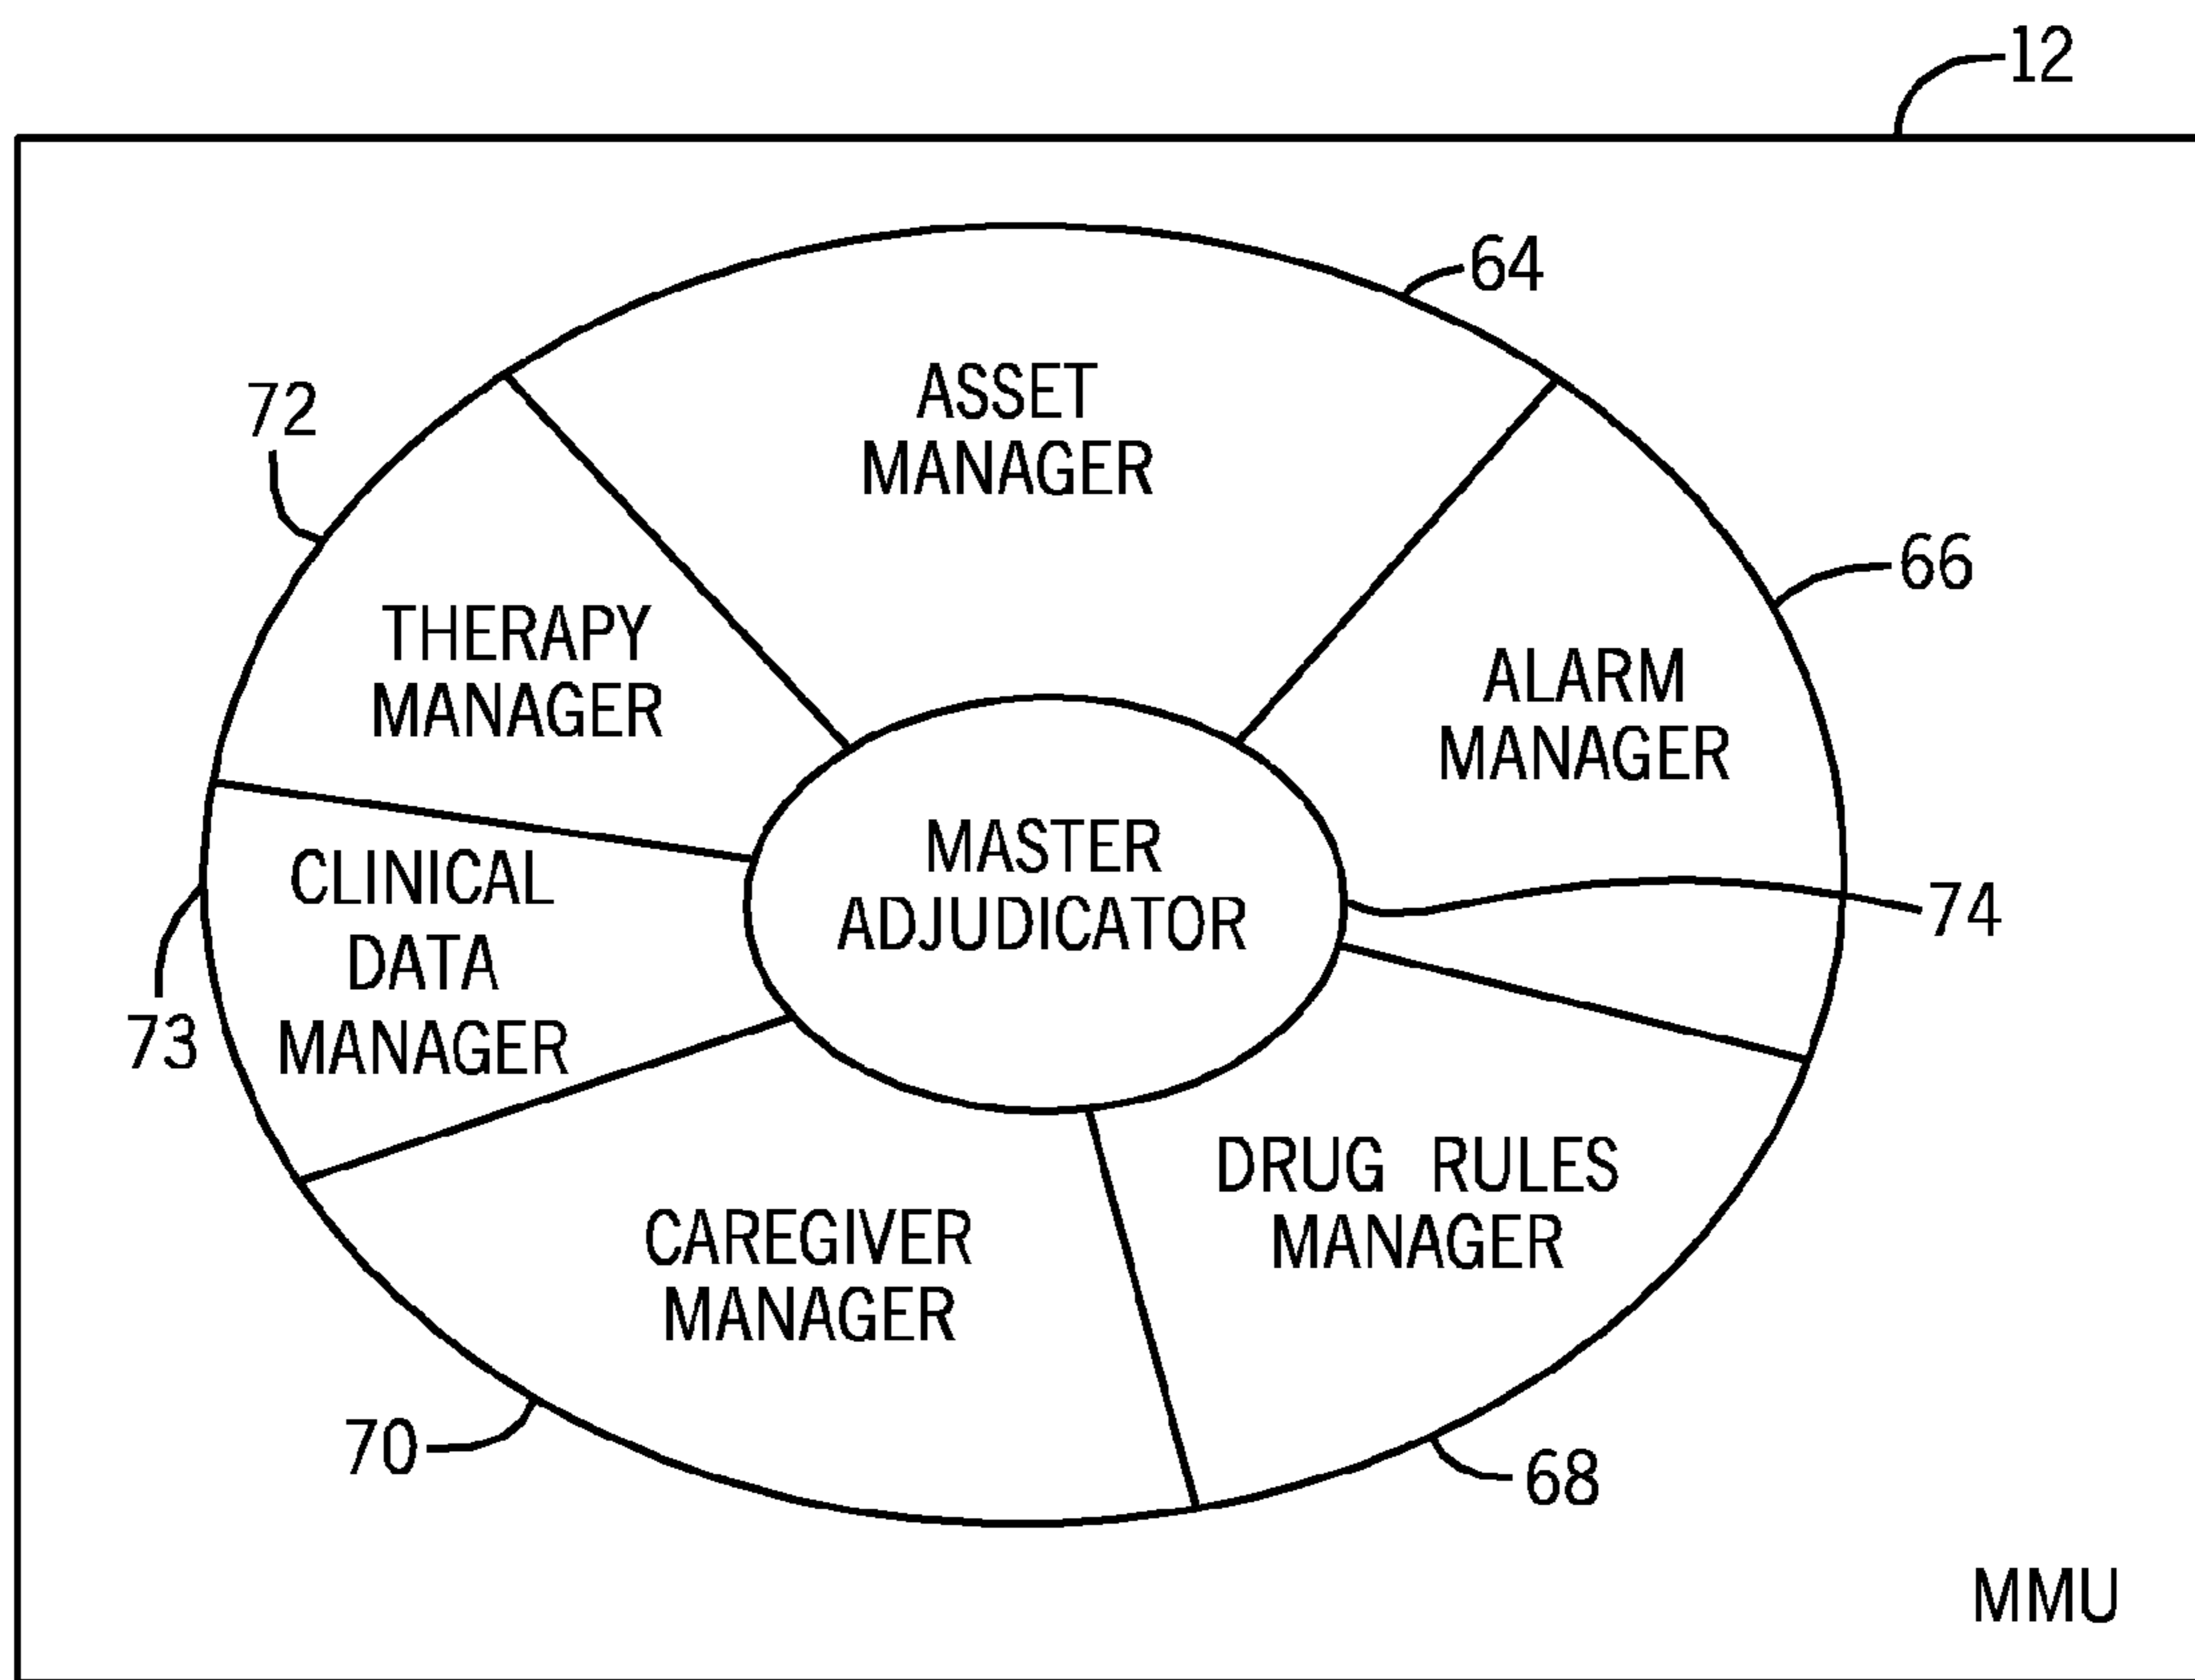 12
64
ASSET
MANAGER
72
66
THERAPY
MANAGER
ALARM
MANAGER
MASTER
ADJUDICATOR
CLINICAL
DATA
MANAGER
74
73
DRUG RULES
MANAGER
CAREGIVER
MANAGER
70
68
MMU